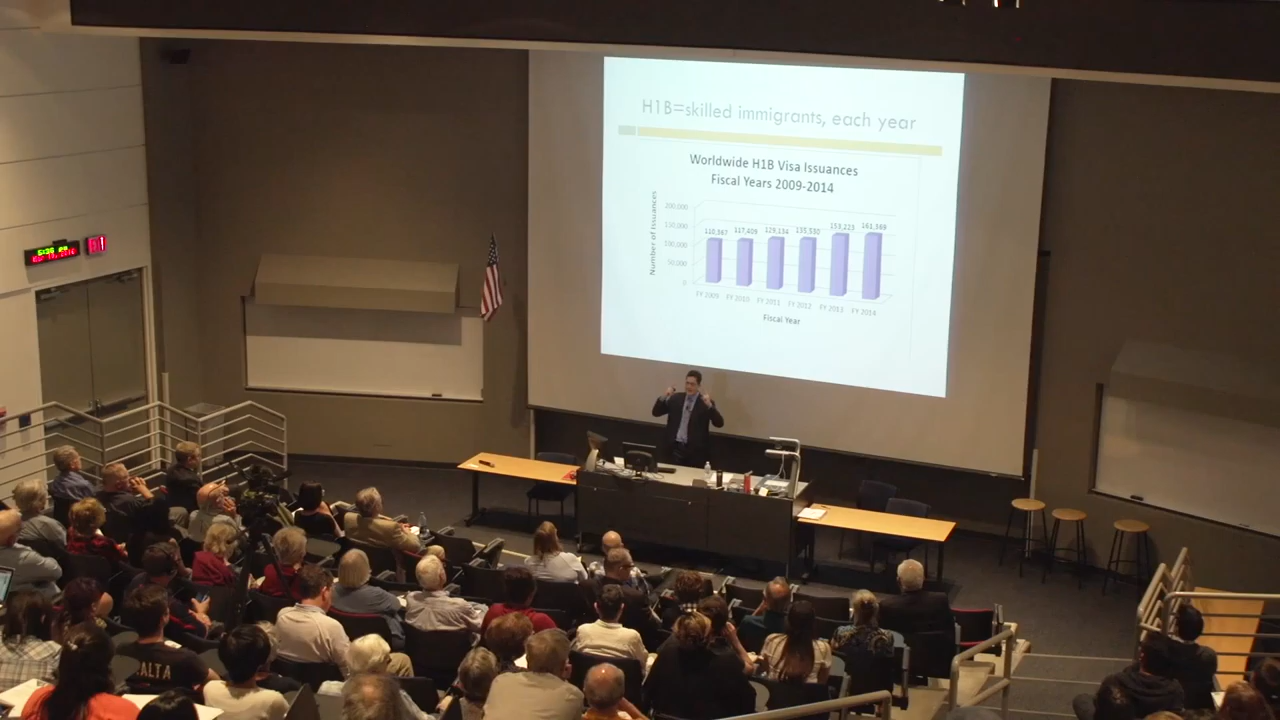 H1B=skilled immigrants, each year
Worldwide H1B Visa Issuances
Fiscal Years 2009-2014
Number of Issuances
200,000
150,000
100,000
50,000
0
110,367 117,409 129,134 135,530 153,223 161,369
FY 2009 FY 2010 FY 2011 FY 2012 FY 2013 FY 2014
Fiscal Year
ALTA